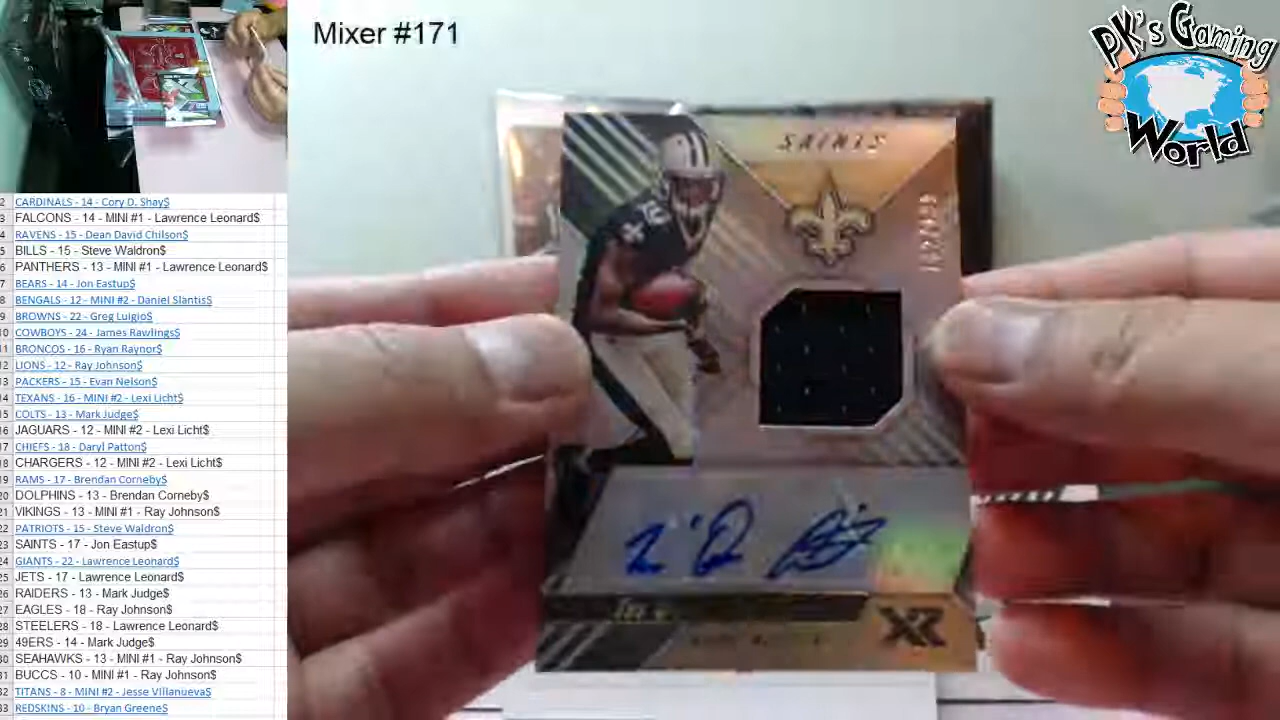 Mixer #171
PK's Gaming
World
2 CARDINALS - 14 - Cory D. Shay$
3 FALCONS - 14 - MINI #1 - Lawrence Leonard$
4 RAVENS - 15 - Dean David Chilson$
5 BILLS - 15 - Steve Waldron$
6 PANTHERS - 13 - MINI #1 - Lawrence Leonard$
7 BEARS - 14 - Jon Eastup$
8 BENGALS - 12 - MINI #2 - Daniel Slantis$
9 BROWNS - 22 - Greg Luigio$
10 COWBOYS - 24 - James Rawlings$
11 BRONCOS - 16 - Ryan Raynor$
12 LIONS - 12 - Ray Johnson$
13 PACKERS - 15 - Evan Nelson$
14 TEXANS - 16 - MINI #2 - Lexi Licht$
15 COLTS - 13 - Mark Judge$
16 JAGUARS - 12 - MINI #2 - Lexi Licht$
17 CHIEFS - 18 - Daryl Patton$
18 CHARGERS - 12 - MINI #2 - Lexi Licht$
19 RAMS - 17 - Brendan Corneby$
20 DOLPHINS - 13 - Brendan Corneby$
21 VIKINGS - 13 - MINI #1 - Ray Johnson$
22 PATRIOTS - 15 - Steve Waldron$
23 SAINTS - 17 - Jon Eastup$
24 GIANTS - 22 - Lawrence Leonard$
25 JETS - 17 - Lawrence Leonard$
26 RAIDERS - 13 - Mark Judge$
27 EAGLES - 18 - Ray Johnson$
28 STEELERS - 18 - Lawrence Leonard$
29 49ERS - 14 - Mark Judge$
30 SEAHAWKS - 13 - MINI #1 - Ray Johnson$
31 BUCCS - 10 - MINI #1 - Ray Johnson$
32 TITANS - 8 - MINI #2 - Jesse Villanueva$
33 REDSKINS - 10 - Bryan Greene$
SAINTS
XR